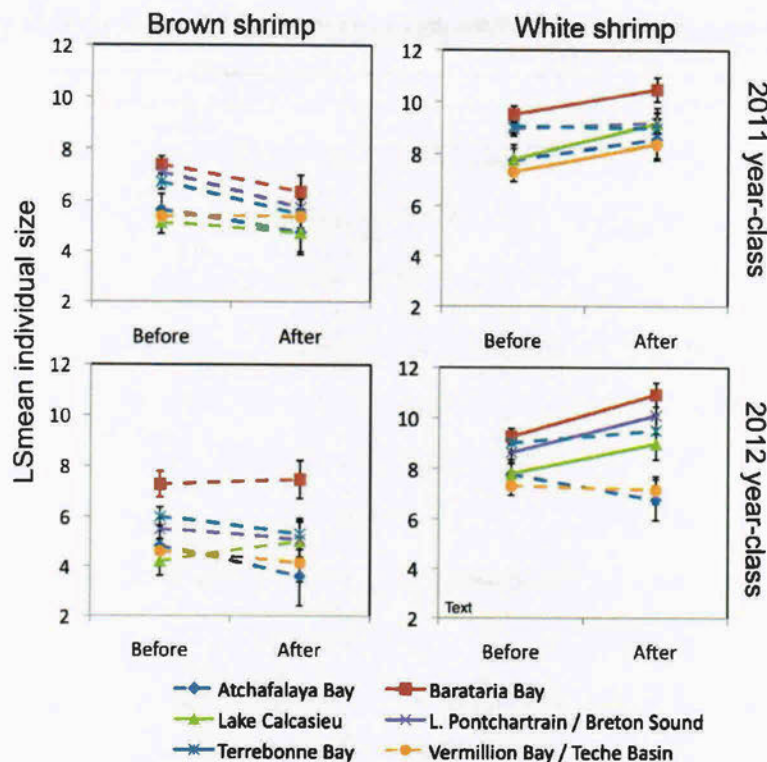 Brown shrimp
White shrimp
12
10
8
6
4
2
Before
After
12
10
8
6
4
2
Before
After
2011 year-class
LSmean individual size
12
10
8
6
4
2
Before
After
12
10
8
6
4
2
Text
Before
After
2012 year-class
Atchafalaya Bay
Barataria Bay
Lake Calcasieu
L. Pontchartrain / Breton Sound
Terrebonne Bay
Vermillion Bay / Teche Basin